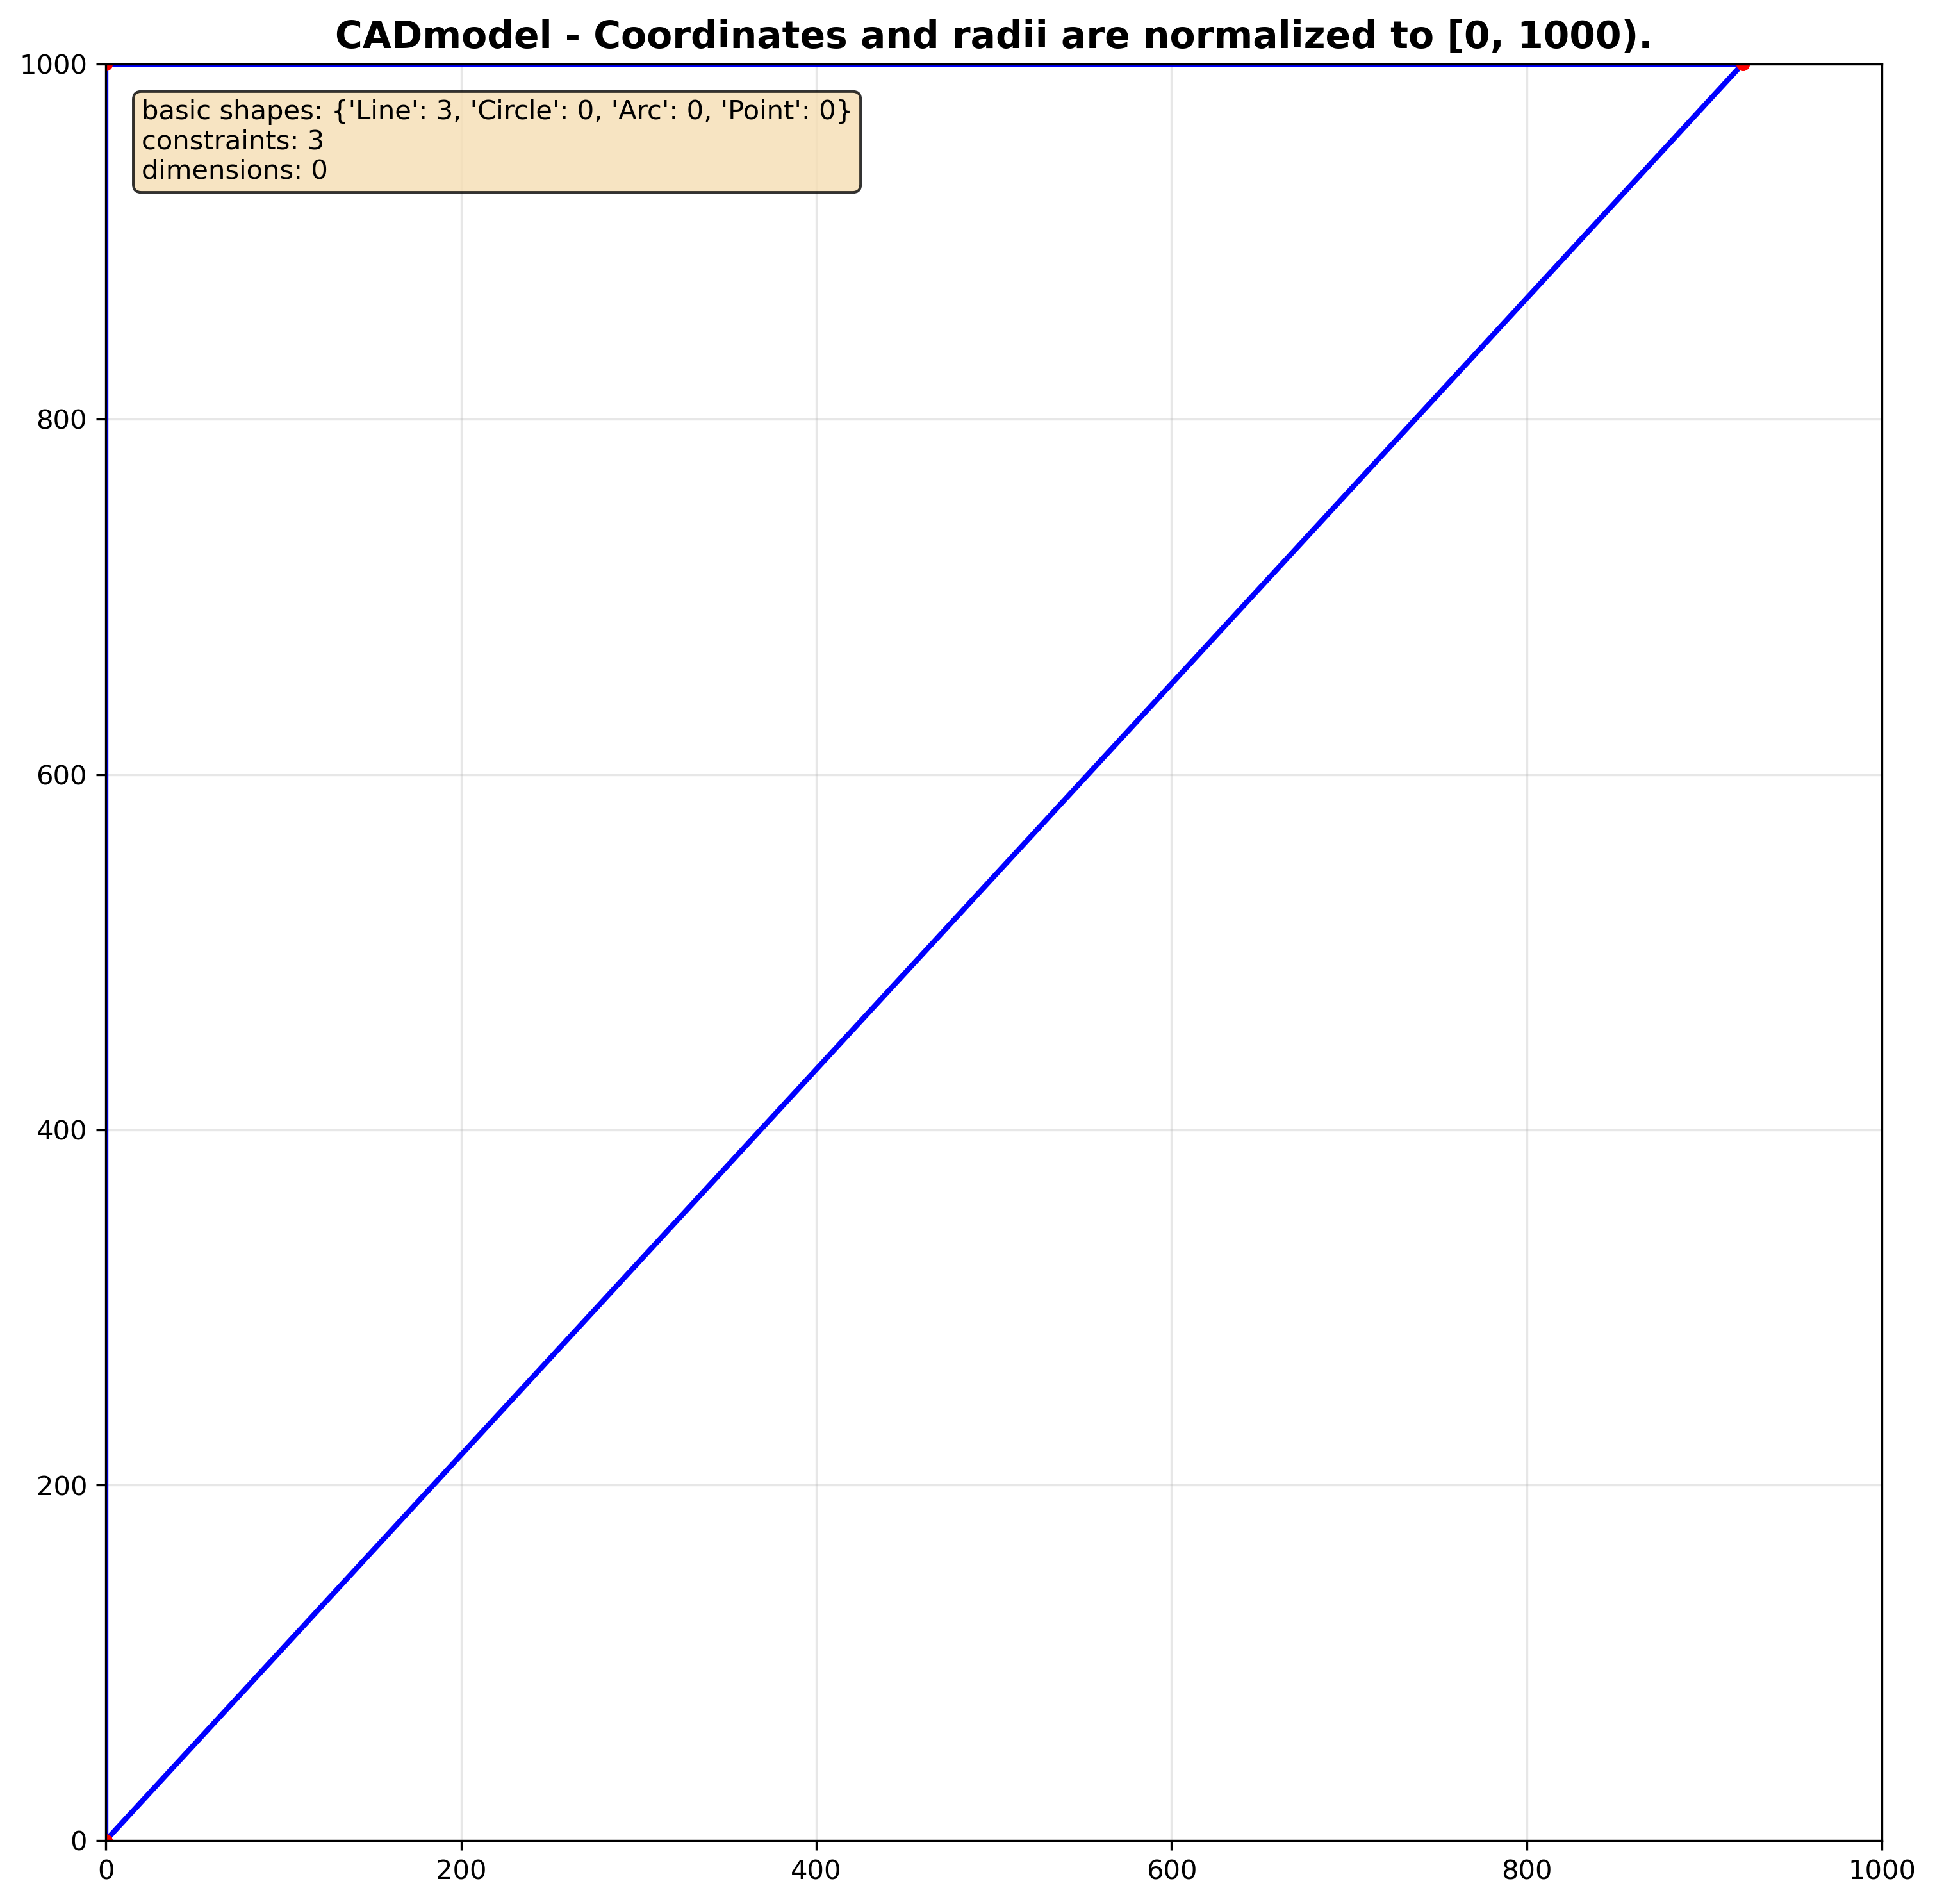 CADmodel - Coordinates and radii are normalized to [0, 1000).
1000
basic shapes: {'Line': 3, 'Circle': 0, 'Arc': 0, 'Point': 0}
constraints: 3
dimensions: 0
800
600
400
200
0
0 200 400 600 800 1000